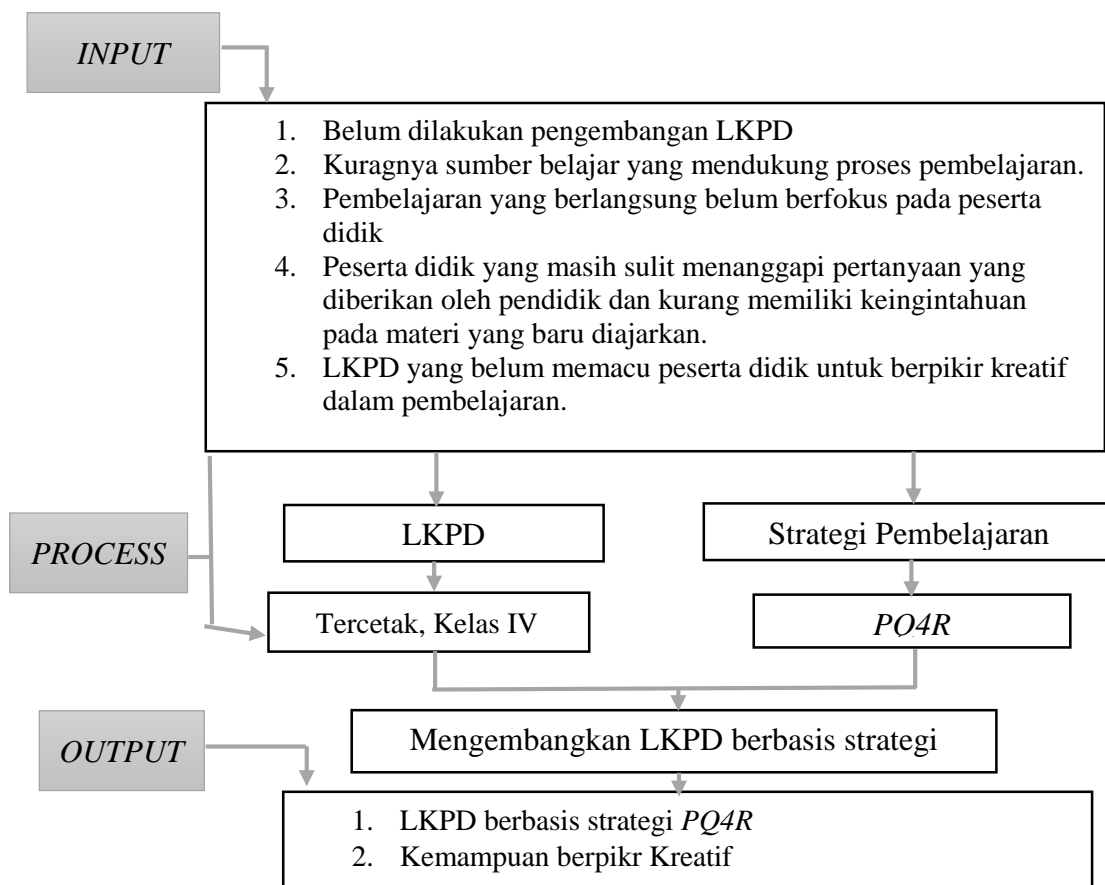 INPUT
1. Belum dilakukan pengembangan LKPD
2. Kuragnya sumber belajar yang mendukung proses pembelajaran.
3. Pembelajaran yang berlangsung belum berfokus pada peserta
didik
4. Peserta didik yang masih sulit menanggapi pertanyaan yang
diberikan oleh pendidik dan kurang memiliki keingintahuan
pada materi yang baru diajarkan.
5. LKPD yang belum memacu peserta didik untuk berpikir kreatif
dalam pembelajaran.
PROCESS
LKPD
Strategi Pembelajaran
Tercetak, Kelas IV
PQ4R
OUTPUT
Mengembangkan LKPD berbasis strategi
1. LKPD berbasis strategi PQ4R
2. Kemampuan berpikr Kreatif